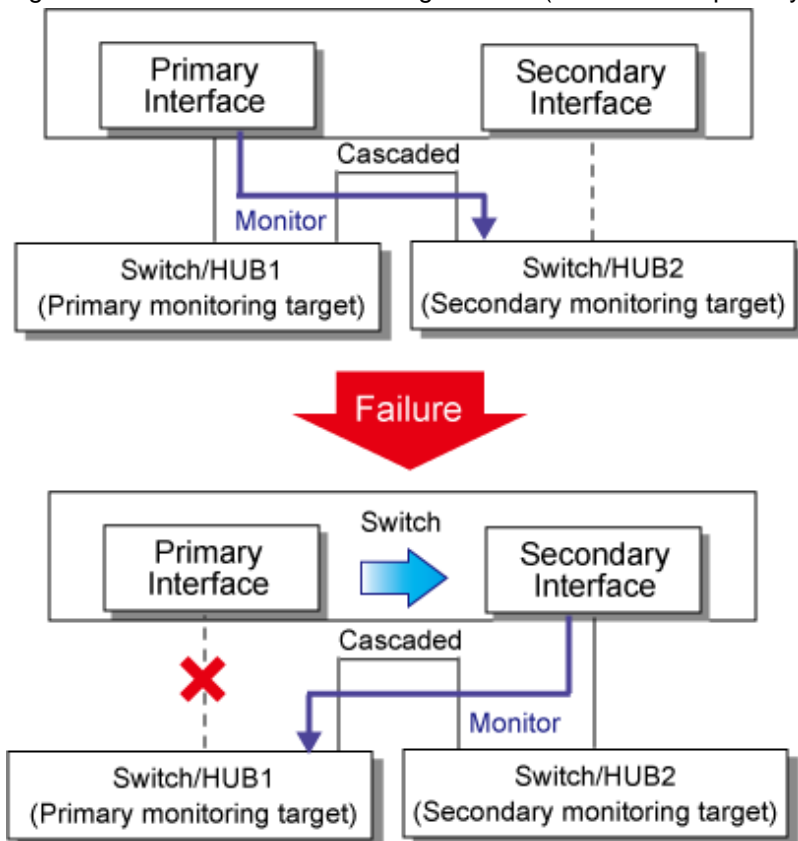 Primary Interface
Secondary Interface
Cascaded
Monitor
Switch/HUB1
(Primary monitoring target)
Switch/HUB2
(Secondary monitoring target)
Failure
Switch
Primary Interface
Secondary Interface
Cascaded
Monitor
Switch/HUB1
(Primary monitoring target)
Switch/HUB2
(Secondary monitoring target)